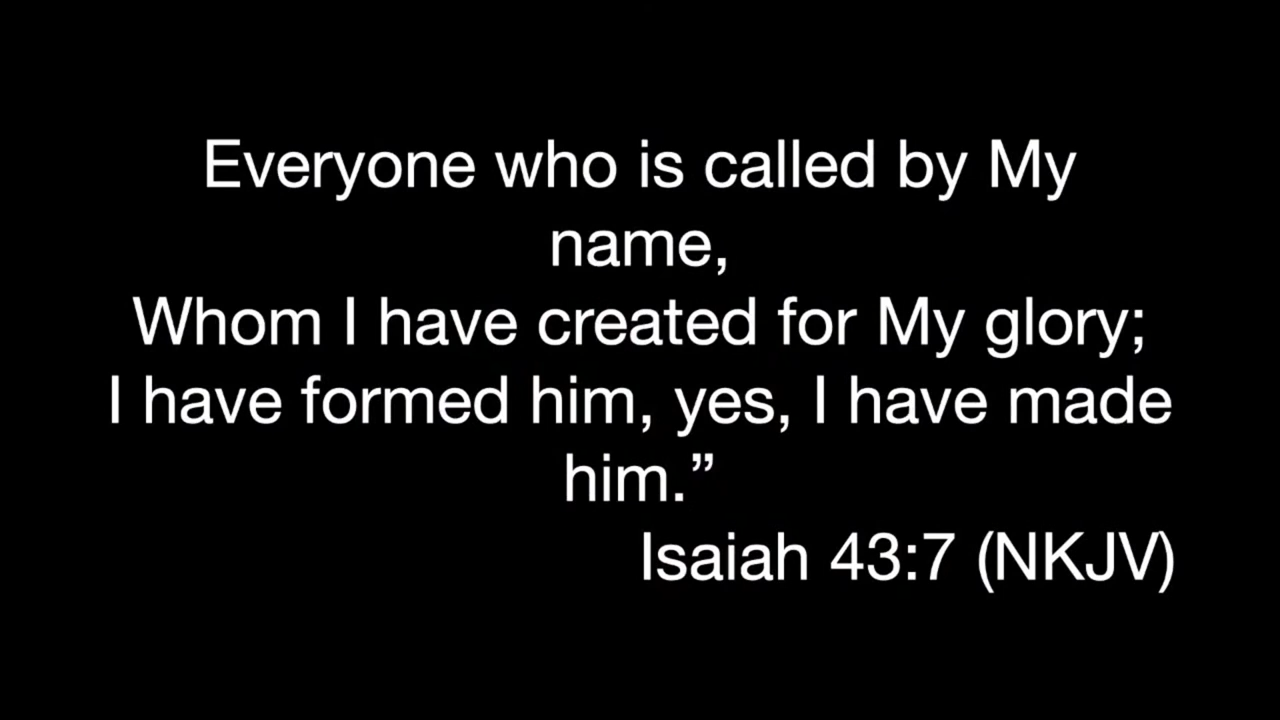 Everyone who is called by My
name,
Whom I have created for My glory;
I have formed him, yes, I have made
him.”
Isaiah 43:7 (NKJV)